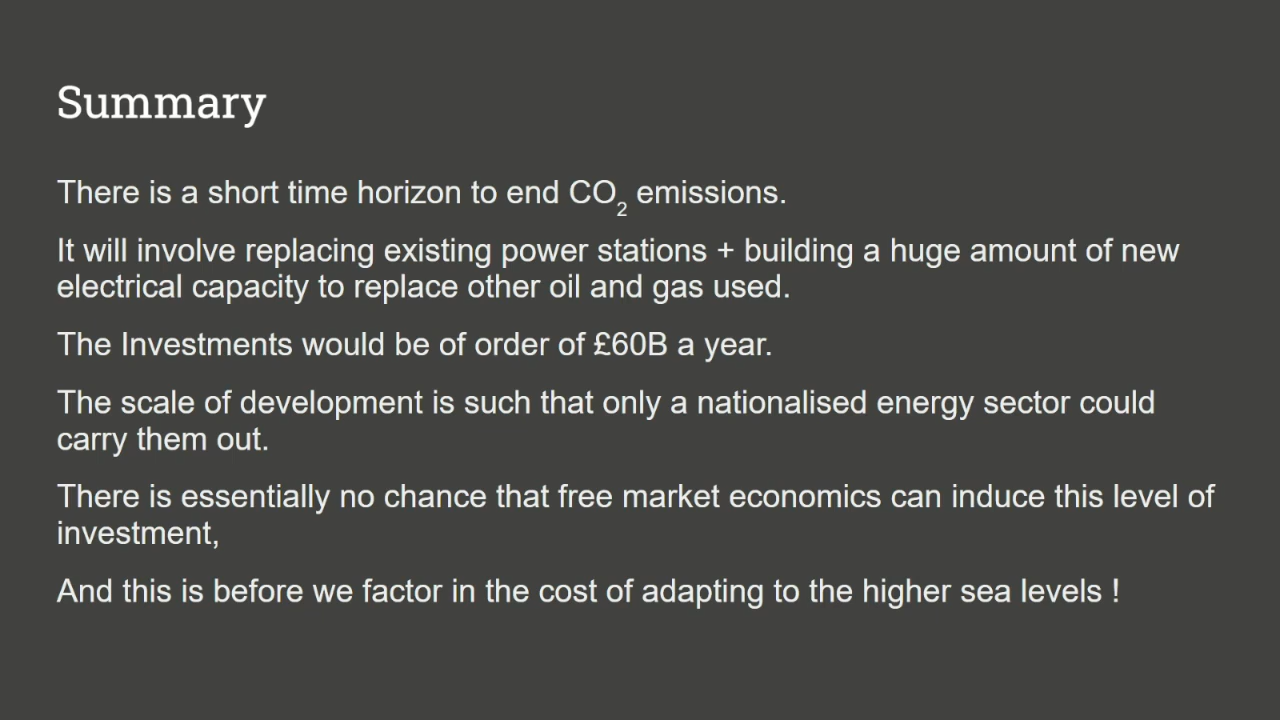 Summary
There is a short time horizon to end CO₂ emissions.
It will involve replacing existing power stations + building a huge amount of new
electrical capacity to replace other oil and gas used.
The Investments would be of order of £60B a year.
The scale of development is such that only a nationalised energy sector could
carry them out.
There is essentially no chance that free market economics can induce this level of
investment,
And this is before we factor in the cost of adapting to the higher sea levels !